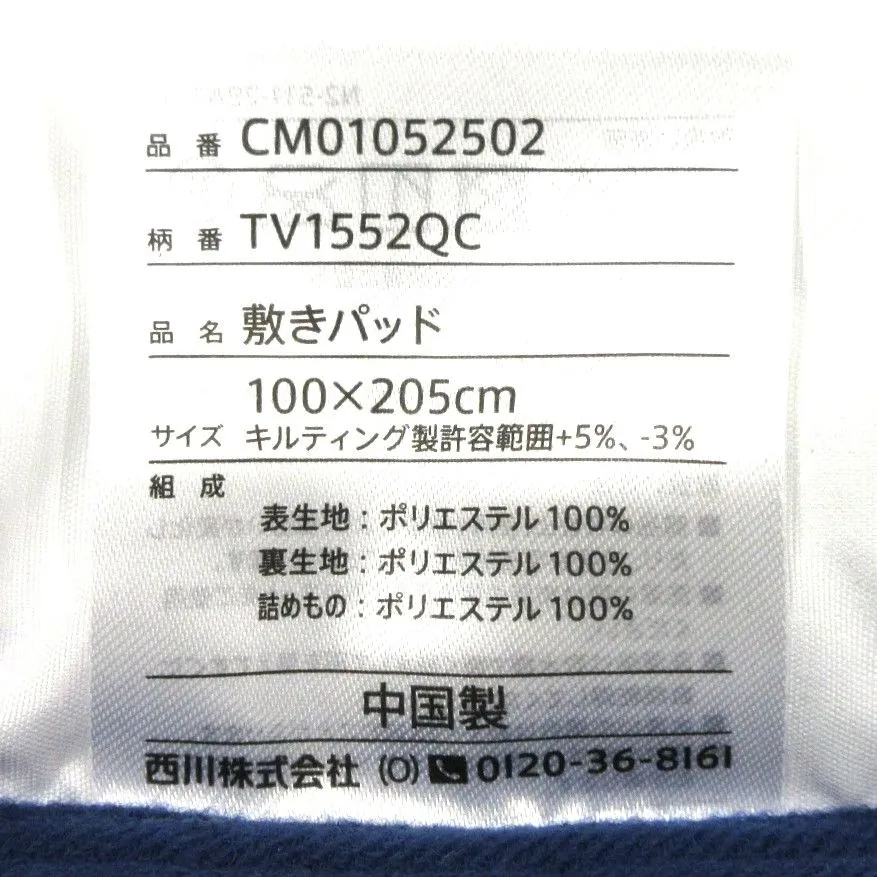 品番 CM01052502
柄番 TV1552QC
品名 敷きパッド
100×205cm
サイズ キルティング製許容範囲+5%、-3%
組成
表生地：ポリエステル100%
裏生地：ポリエステル100%
詰めもの：ポリエステル100%
中国製
西川株式会社 (O) 0120-36-8161